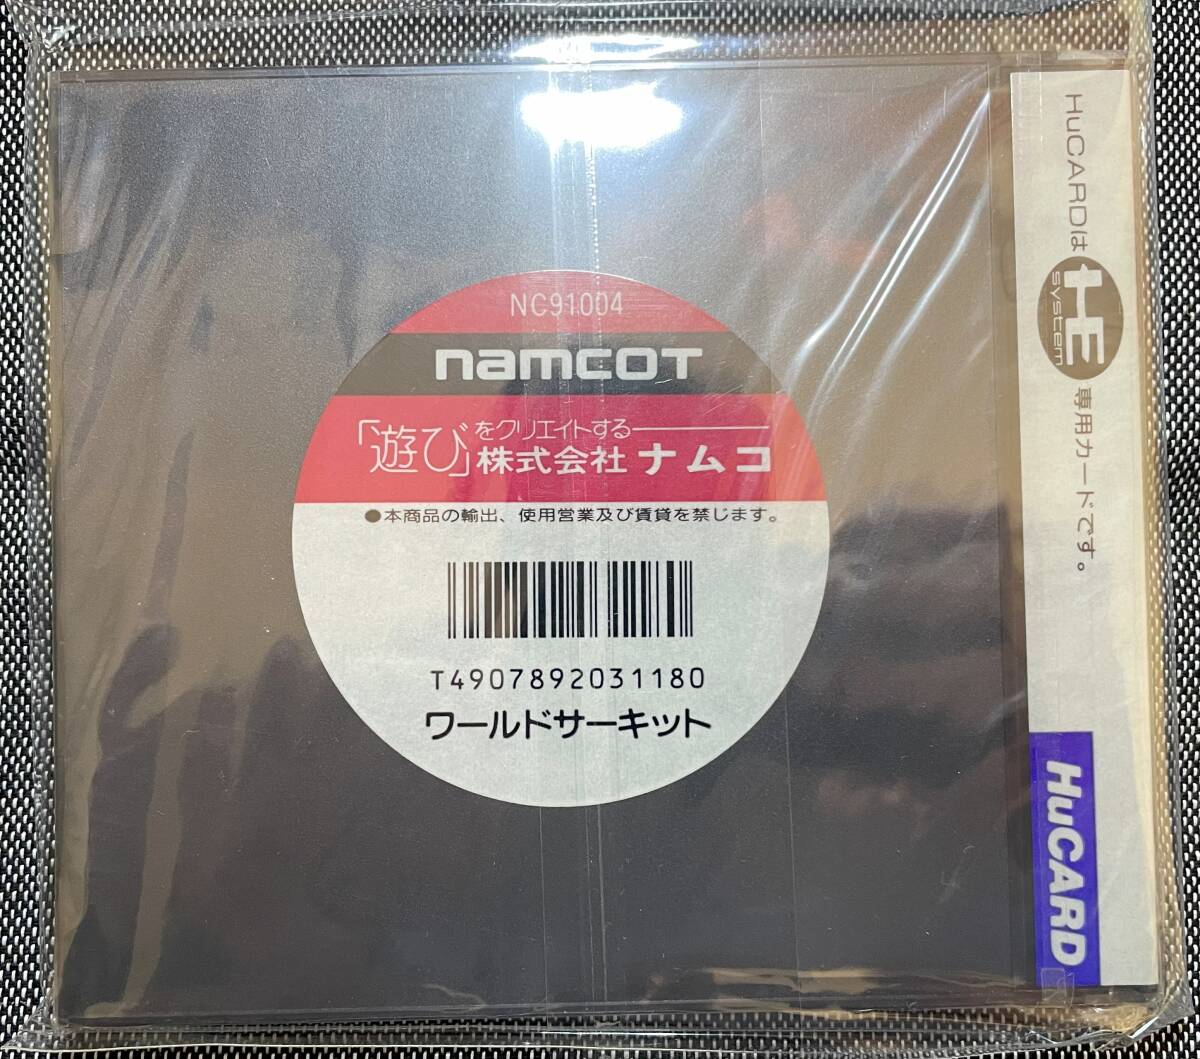 NC91004
namcot
「遊び」をクリエイトする
株式会社ナムコ
●本商品の輸出、使用営業及び賃貸を禁じます。
T4907892031180
ワールドサーキット
HuCARDは HE SYSTEM 専用カードです。
HuCARD